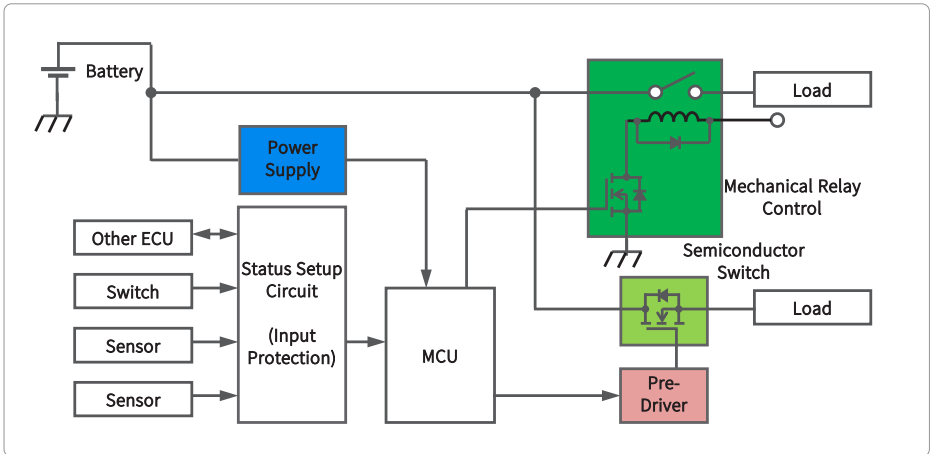 Battery
Load
Power
Supply
Mechanical Relay
Control
Other ECU
Status Setup
Circuit
Semiconductor
Switch
Switch
(Input
Protection)
Load
Sensor
MCU
Pre-
Driver
Sensor